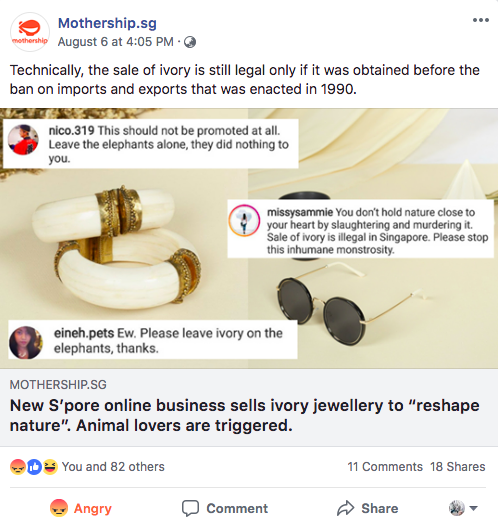 mothership
Mothership.sg
August 6 at 4:05 PM ·
Technically, the sale of ivory is still legal only if it was obtained before the
ban on imports and exports that was enacted in 1990.
nico.319 This should not be promoted at all.
Leave the elephants alone, they did nothing to
you.
missysammie You don't hold nature close to
your heart by slaughtering and murdering it.
Sale of ivory is illegal in Singapore. Please stop
this inhumane monstrosity.
eineh.pets Ew. Please leave ivory on the
elephants, thanks.
MOTHERSHIP.SG
New S'pore online business sells ivory jewellery to “reshape
nature”. Animal lovers are triggered.
You and 82 others
11 Comments 18 Shares
Angry
Comment
Share